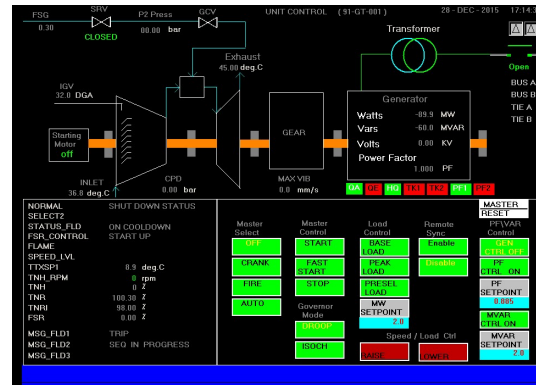 UNIT CONTROL ( 91-GT-001 )
28-DEC-2015 17:14:3
FSG
0.30
SRV
CLOSED
P2 Press
00.00 bar
GCV
Transformer
Open
BUS A
BUS B
TIE A
TIE B
Exhaust
45.00 deg.C
IGV
32.0 DGA
Starting
Motor
off
GEAR
Generator
Watts -89.9 MW
Vars -60.0 MVAR
Volts 0.00 KV
Power Factor
1.000 PF
INLET
36.8 deg.C
CPD
0.00 bar
MAX VIB
0.0 mm/s
QA QE HQ TK1 TK2 PF1 PF2
NORMAL SHUT DOWN STATUS
SELECT2
STATUS_FLD ON COOLDOWN
FSR_CONTROL START UP
FLAME
SPEED_LVL
TTXSP1 8.9 deg.C
TNH_RPM 0 rpm
TNH 0 %
TNR 100.30 %
TNRI 98.00 %
FSR 0.00 %
MSG_FLD1 TRIP
MSG_FLD2 SEQ IN PROGRESS
MSG_FLD3
Master
Select
OFF
CRANK
FIRE
AUTO
Master
Control
START
FAST
START
STOP
Governor
Mode
DROOP
ISOCH
Load
Control
BASE
LOAD
PEAK
LOAD
PRESEL
LOAD
MW
SETPOINT
2.0
Remote
Sync
Enable
Disable
Speed / Load Ctrl
RAISE
LOWER
MASTER
RESET
PF\VAR
Control
GEN
CTRL OFF
PF
CTRL ON
PF
SETPOINT
0.805
MVAR
CTRL ON
MVAR
SETPOINT
2.0